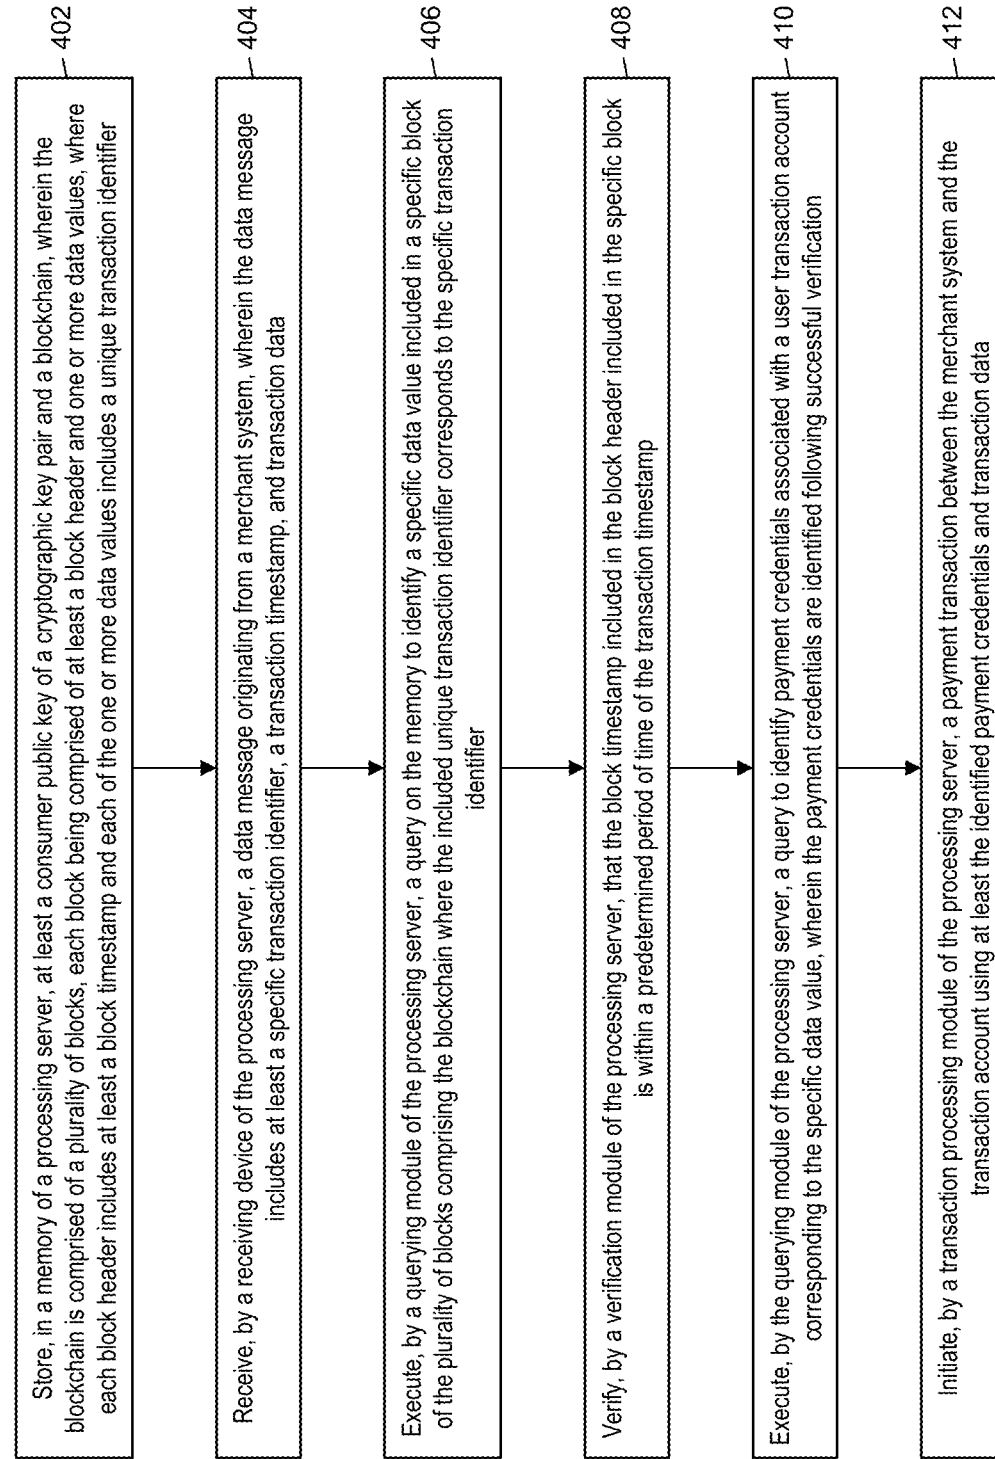 402
Store, in a memory of a processing server, at least a consumer public key of a cryptographic key pair and a blockchain, wherein the
blockchain is comprised of a plurality of blocks, each block being comprised of at least a block header and one or more data values, where
each block header includes at least a block timestamp and each of the one or more data values includes a unique transaction identifier
404
Receive, by a receiving device of the processing server, a data message originating from a merchant system, wherein the data message
includes at least a specific transaction identifier, a transaction timestamp, and transaction data
406
Execute, by a querying module of the processing server, a query on the memory to identify a specific data value included in a specific block
of the plurality of blocks comprising the blockchain where the included unique transaction identifier corresponds to the specific transaction
identifier
408
Verify, by a verification module of the processing server, that the block timestamp included in the block header included in the specific block
is within a predetermined period of time of the transaction timestamp
410
Execute, by the querying module of the processing server, a query to identify payment credentials associated with a user transaction account
corresponding to the specific data value, wherein the payment credentials are identified following successful verification
412
Initiate, by a transaction processing module of the processing server, a payment transaction between the merchant system and the
transaction account using at least the identified payment credentials and transaction data